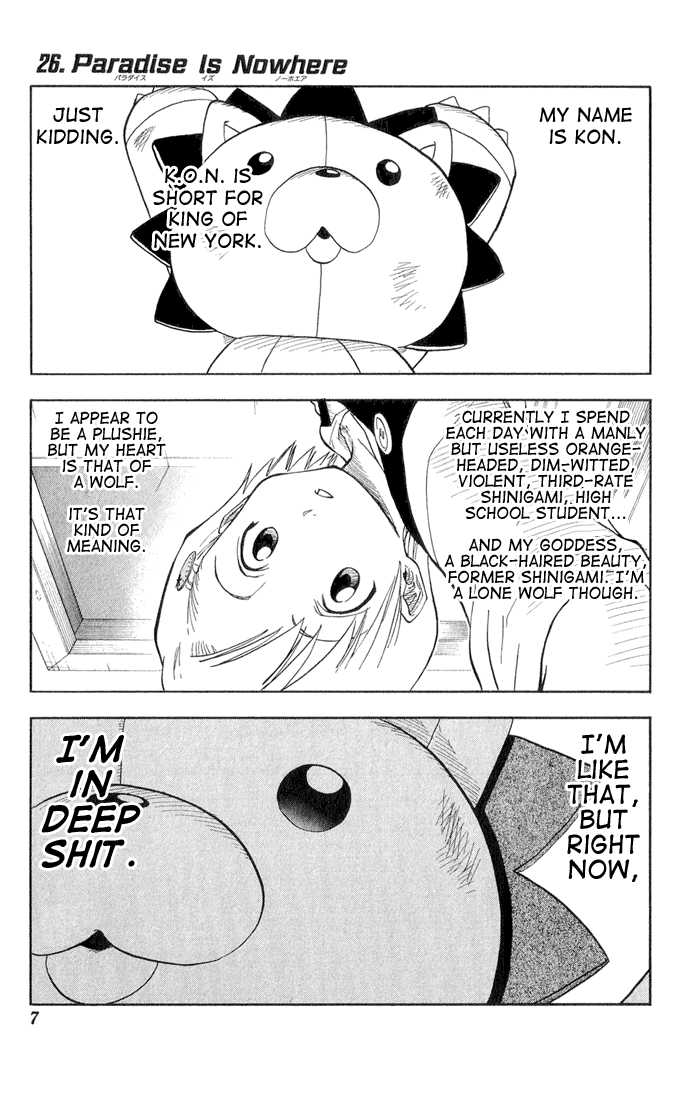 26. Paradise Is Nowhere
パラダイス イズ ノーホエア
MY NAME
IS KON.
K.O.N. IS
SHORT FOR
KING OF
NEW YORK.
JUST
KIDDING.
CURRENTLY I SPEND
EACH DAY WITH A MANLY
BUT USELESS ORANGE-
HEADED, DIM-WITTED,
VIOLENT, THIRD-RATE
SHINIGAMI, HIGH
SCHOOL STUDENT...
AND MY GODDESS,
A BLACK-HAIRED BEAUTY,
FORMER SHINIGAMI. I'M
A LONE WOLF THOUGH.
I APPEAR TO
BE A PLUSHIE,
BUT MY HEART
IS THAT OF
A WOLF.
IT'S THAT
KIND OF
MEANING.
I'M
LIKE
THAT,
BUT
RIGHT
NOW,
I'M
IN
DEEP
SHIT.
7